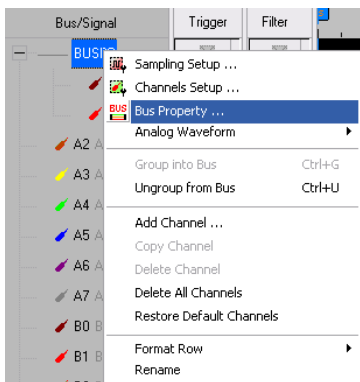 Bus/Signal Trigger Filter
BUS
Sampling Setup ...
Channels Setup ...
BUS Bus Property ...
Analog Waveform
A2 A
Group into Bus Ctrl+G
A3 A
Ungroup from Bus Ctrl+U
A4 A
A5 A
Add Channel ...
Copy Channel
A6 A
Delete Channel
A7 A
Delete All Channels
B0 B
Restore Default Channels
B1 B
Format Row
Rename